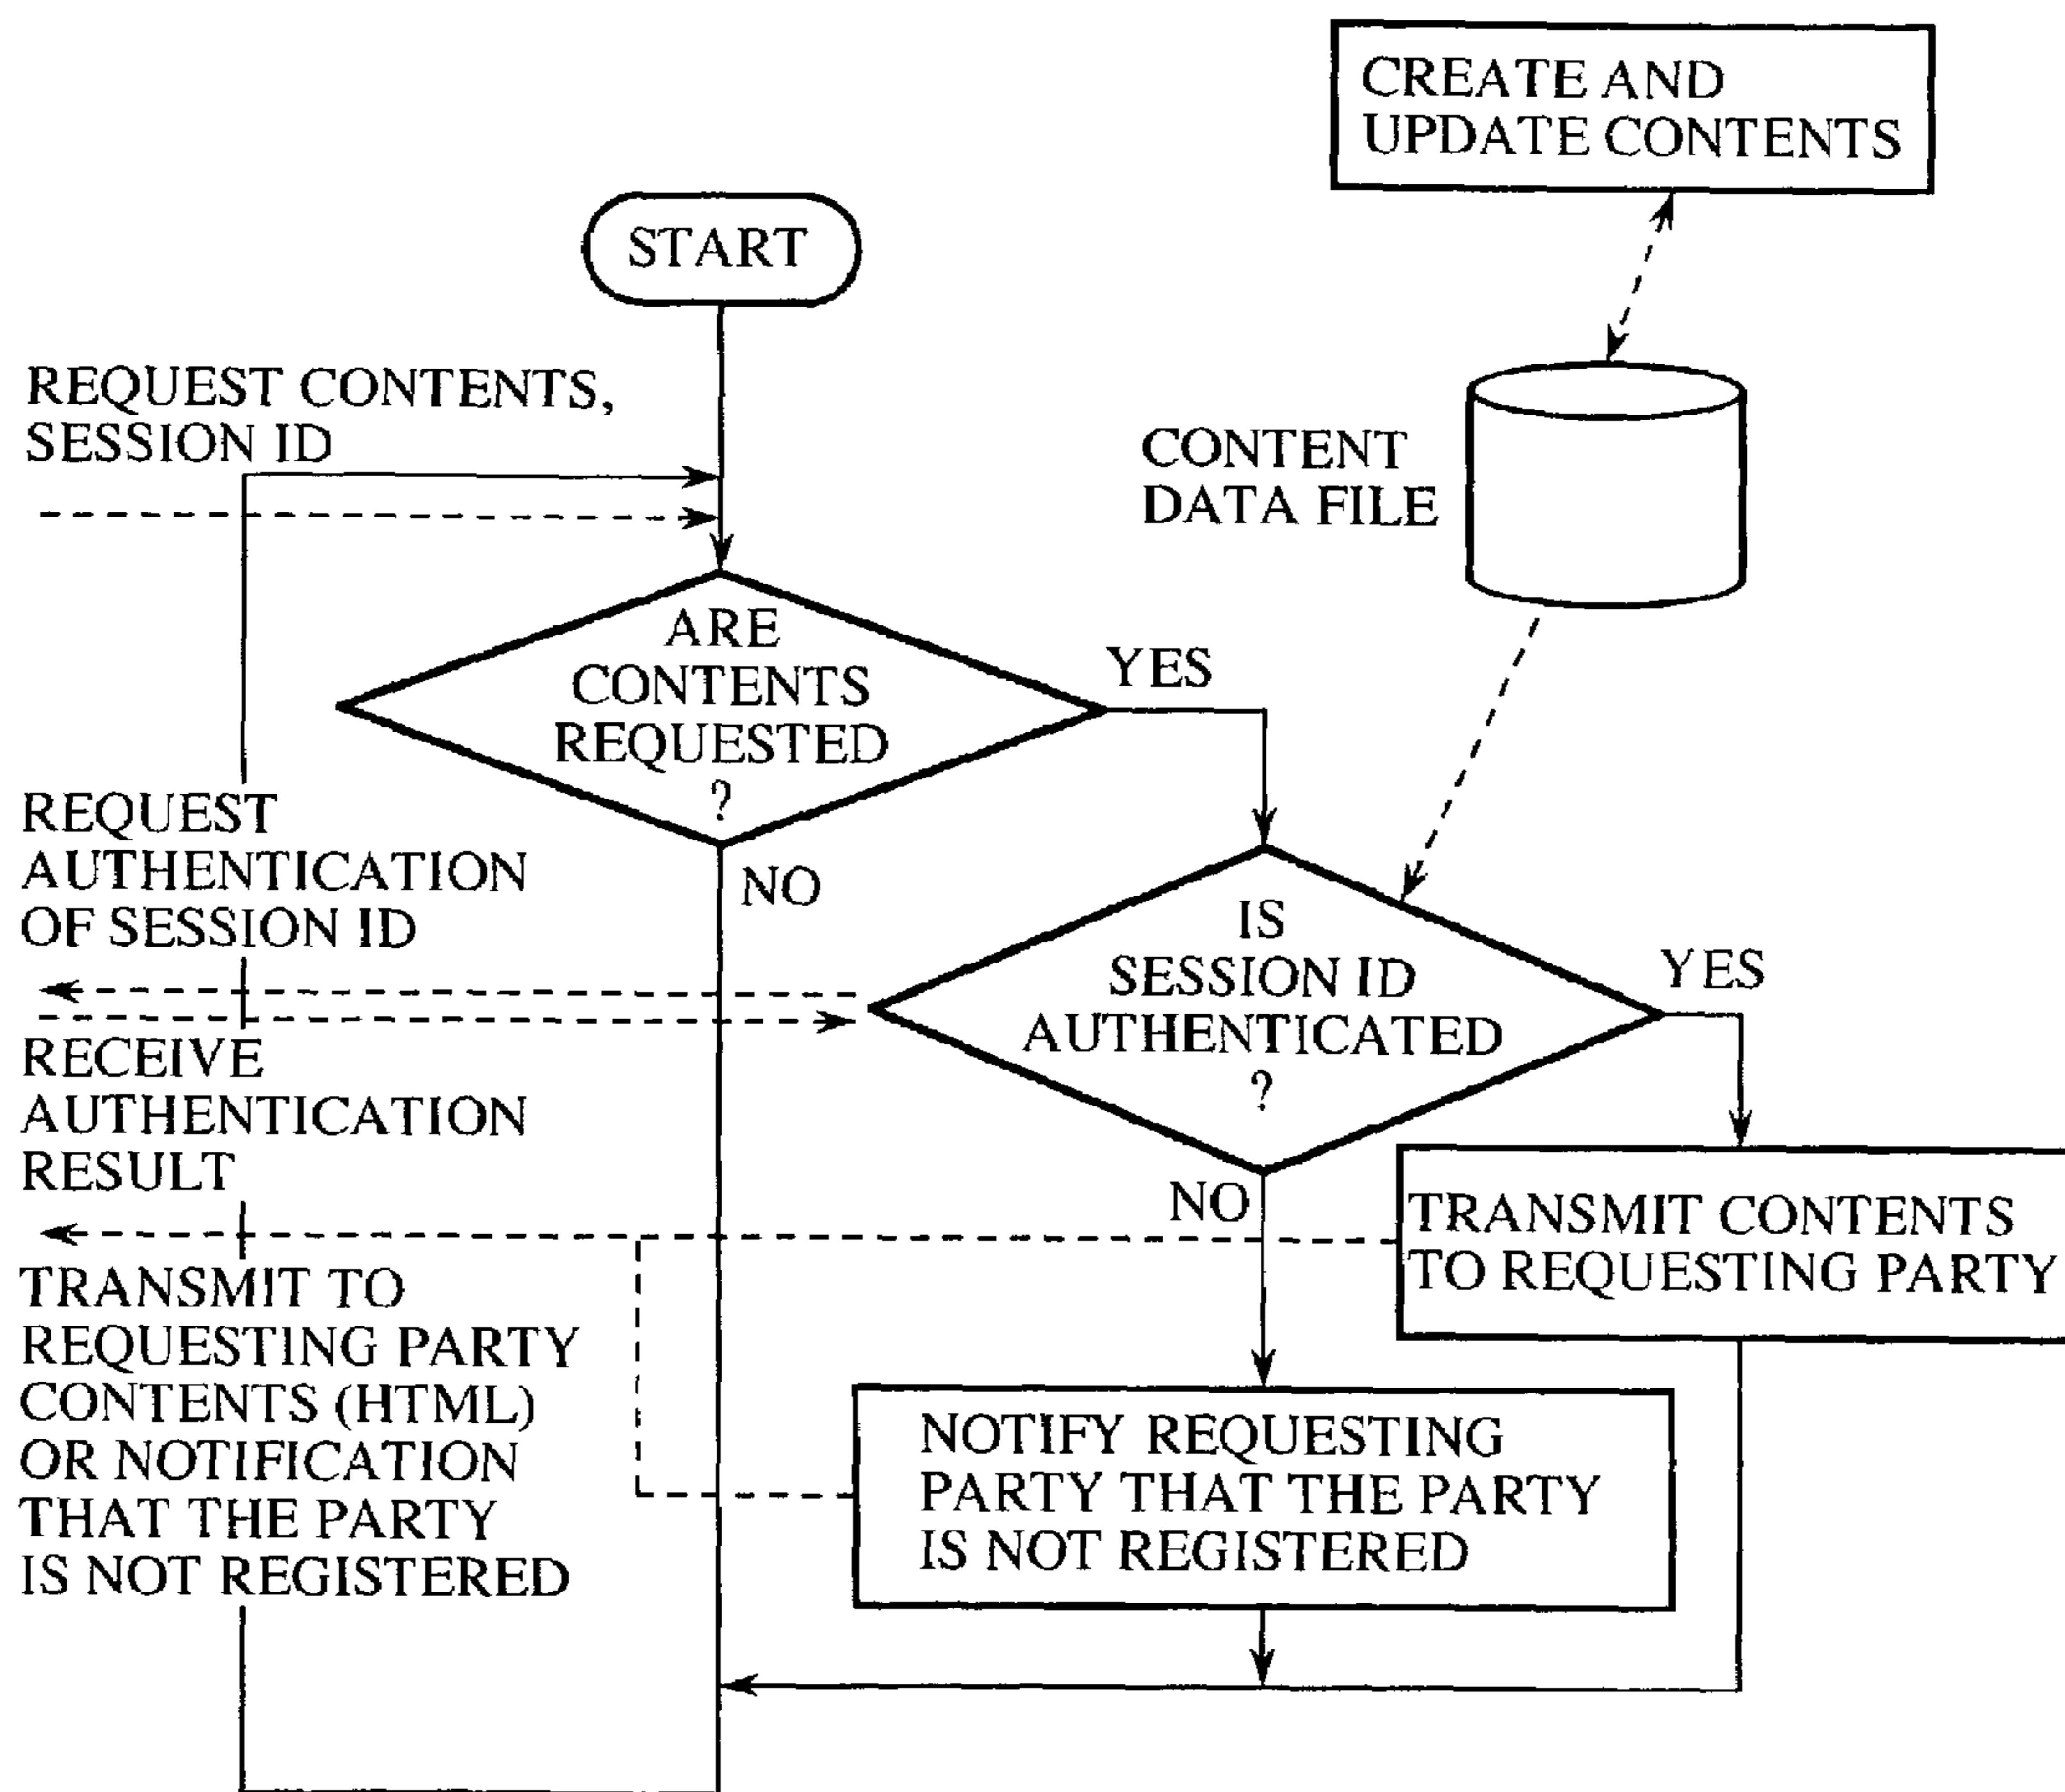 CREATE AND
UPDATE CONTENTS
START
REQUEST CONTENTS,
SESSION ID
CONTENT
DATA FILE
ARE
CONTENTS
REQUESTED
?
YES
NO
REQUEST
AUTHENTICATION
OF SESSION ID
IS
SESSION ID
AUTHENTICATED
?
YES
NO
RECEIVE
AUTHENTICATION
RESULT
TRANSMIT CONTENTS
TO REQUESTING PARTY
TRANSMIT TO
REQUESTING PARTY
CONTENTS (HTML)
OR NOTIFICATION
THAT THE PARTY
IS NOT REGISTERED
NOTIFY REQUESTING
PARTY THAT THE PARTY
IS NOT REGISTERED